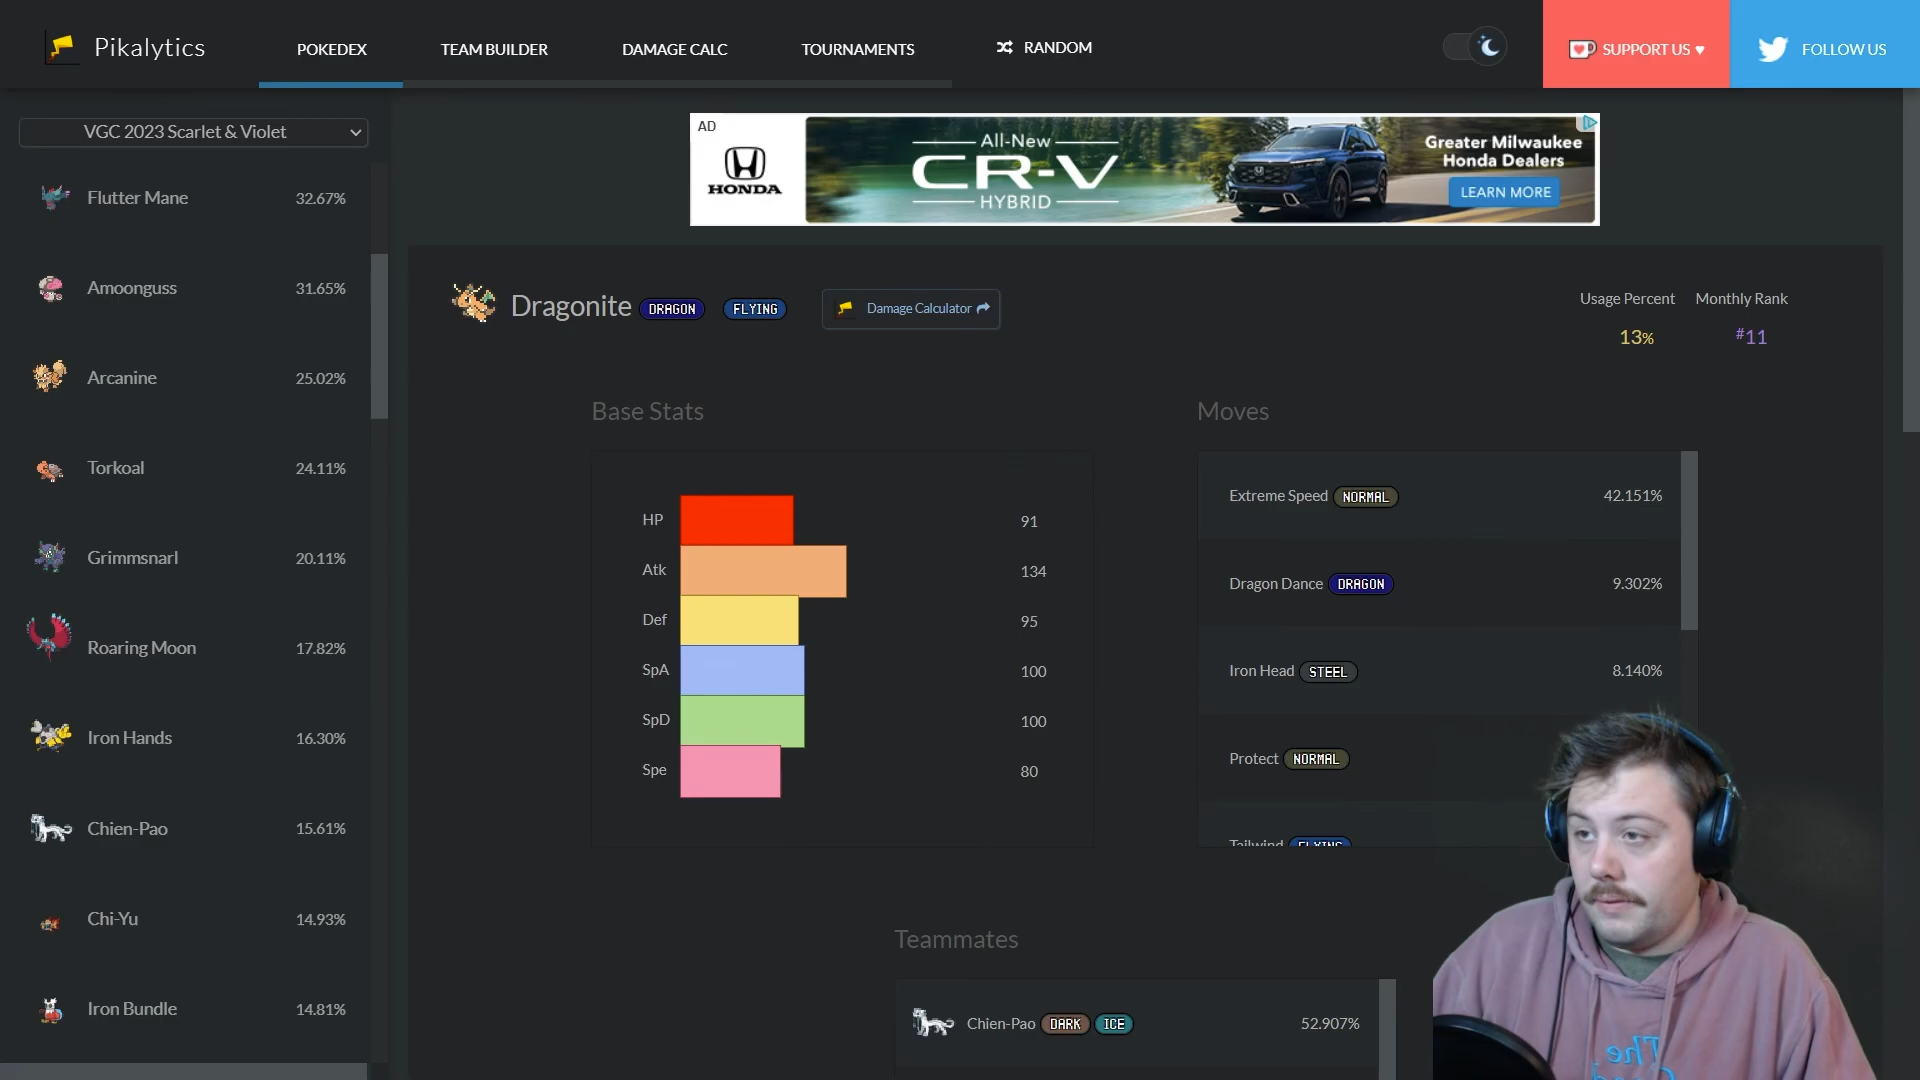 Pikalytics
POKEDEX
TEAM BUILDER
DAMAGE CALC
TOURNAMENTS
RANDOM
SUPPORT US ♥
FOLLOW US
VGC 2023 Scarlet & Violet
Flutter Mane 32.67%
Amoonguss 31.65%
Arcanine 25.02%
Torkoal 24.11%
Grimmsnarl 20.11%
Roaring Moon 17.82%
Iron Hands 16.30%
Chien-Pao 15.61%
Chi-Yu 14.93%
Iron Bundle 14.81%
AD
HONDA
All-New
CR-V
HYBRID
Greater Milwaukee
Honda Dealers
LEARN MORE
Dragonite DRAGON FLYING
Damage Calculator
Usage Percent
13%
Monthly Rank
#11
Base Stats
HP 91
Atk 134
Def 95
SpA 100
SpD 100
Spe 80
Moves
Extreme Speed NORMAL 42.151%
Dragon Dance DRAGON 9.302%
Iron Head STEEL 8.140%
Protect NORMAL
Tailwind FLYING
Teammates
Chien-Pao DARK ICE 52.907%
The